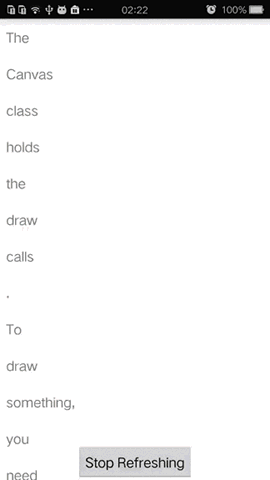 02:22
100%
The
Canvas
class
holds
the
draw
calls
.
To
draw
something,
you
need
Stop Refreshing